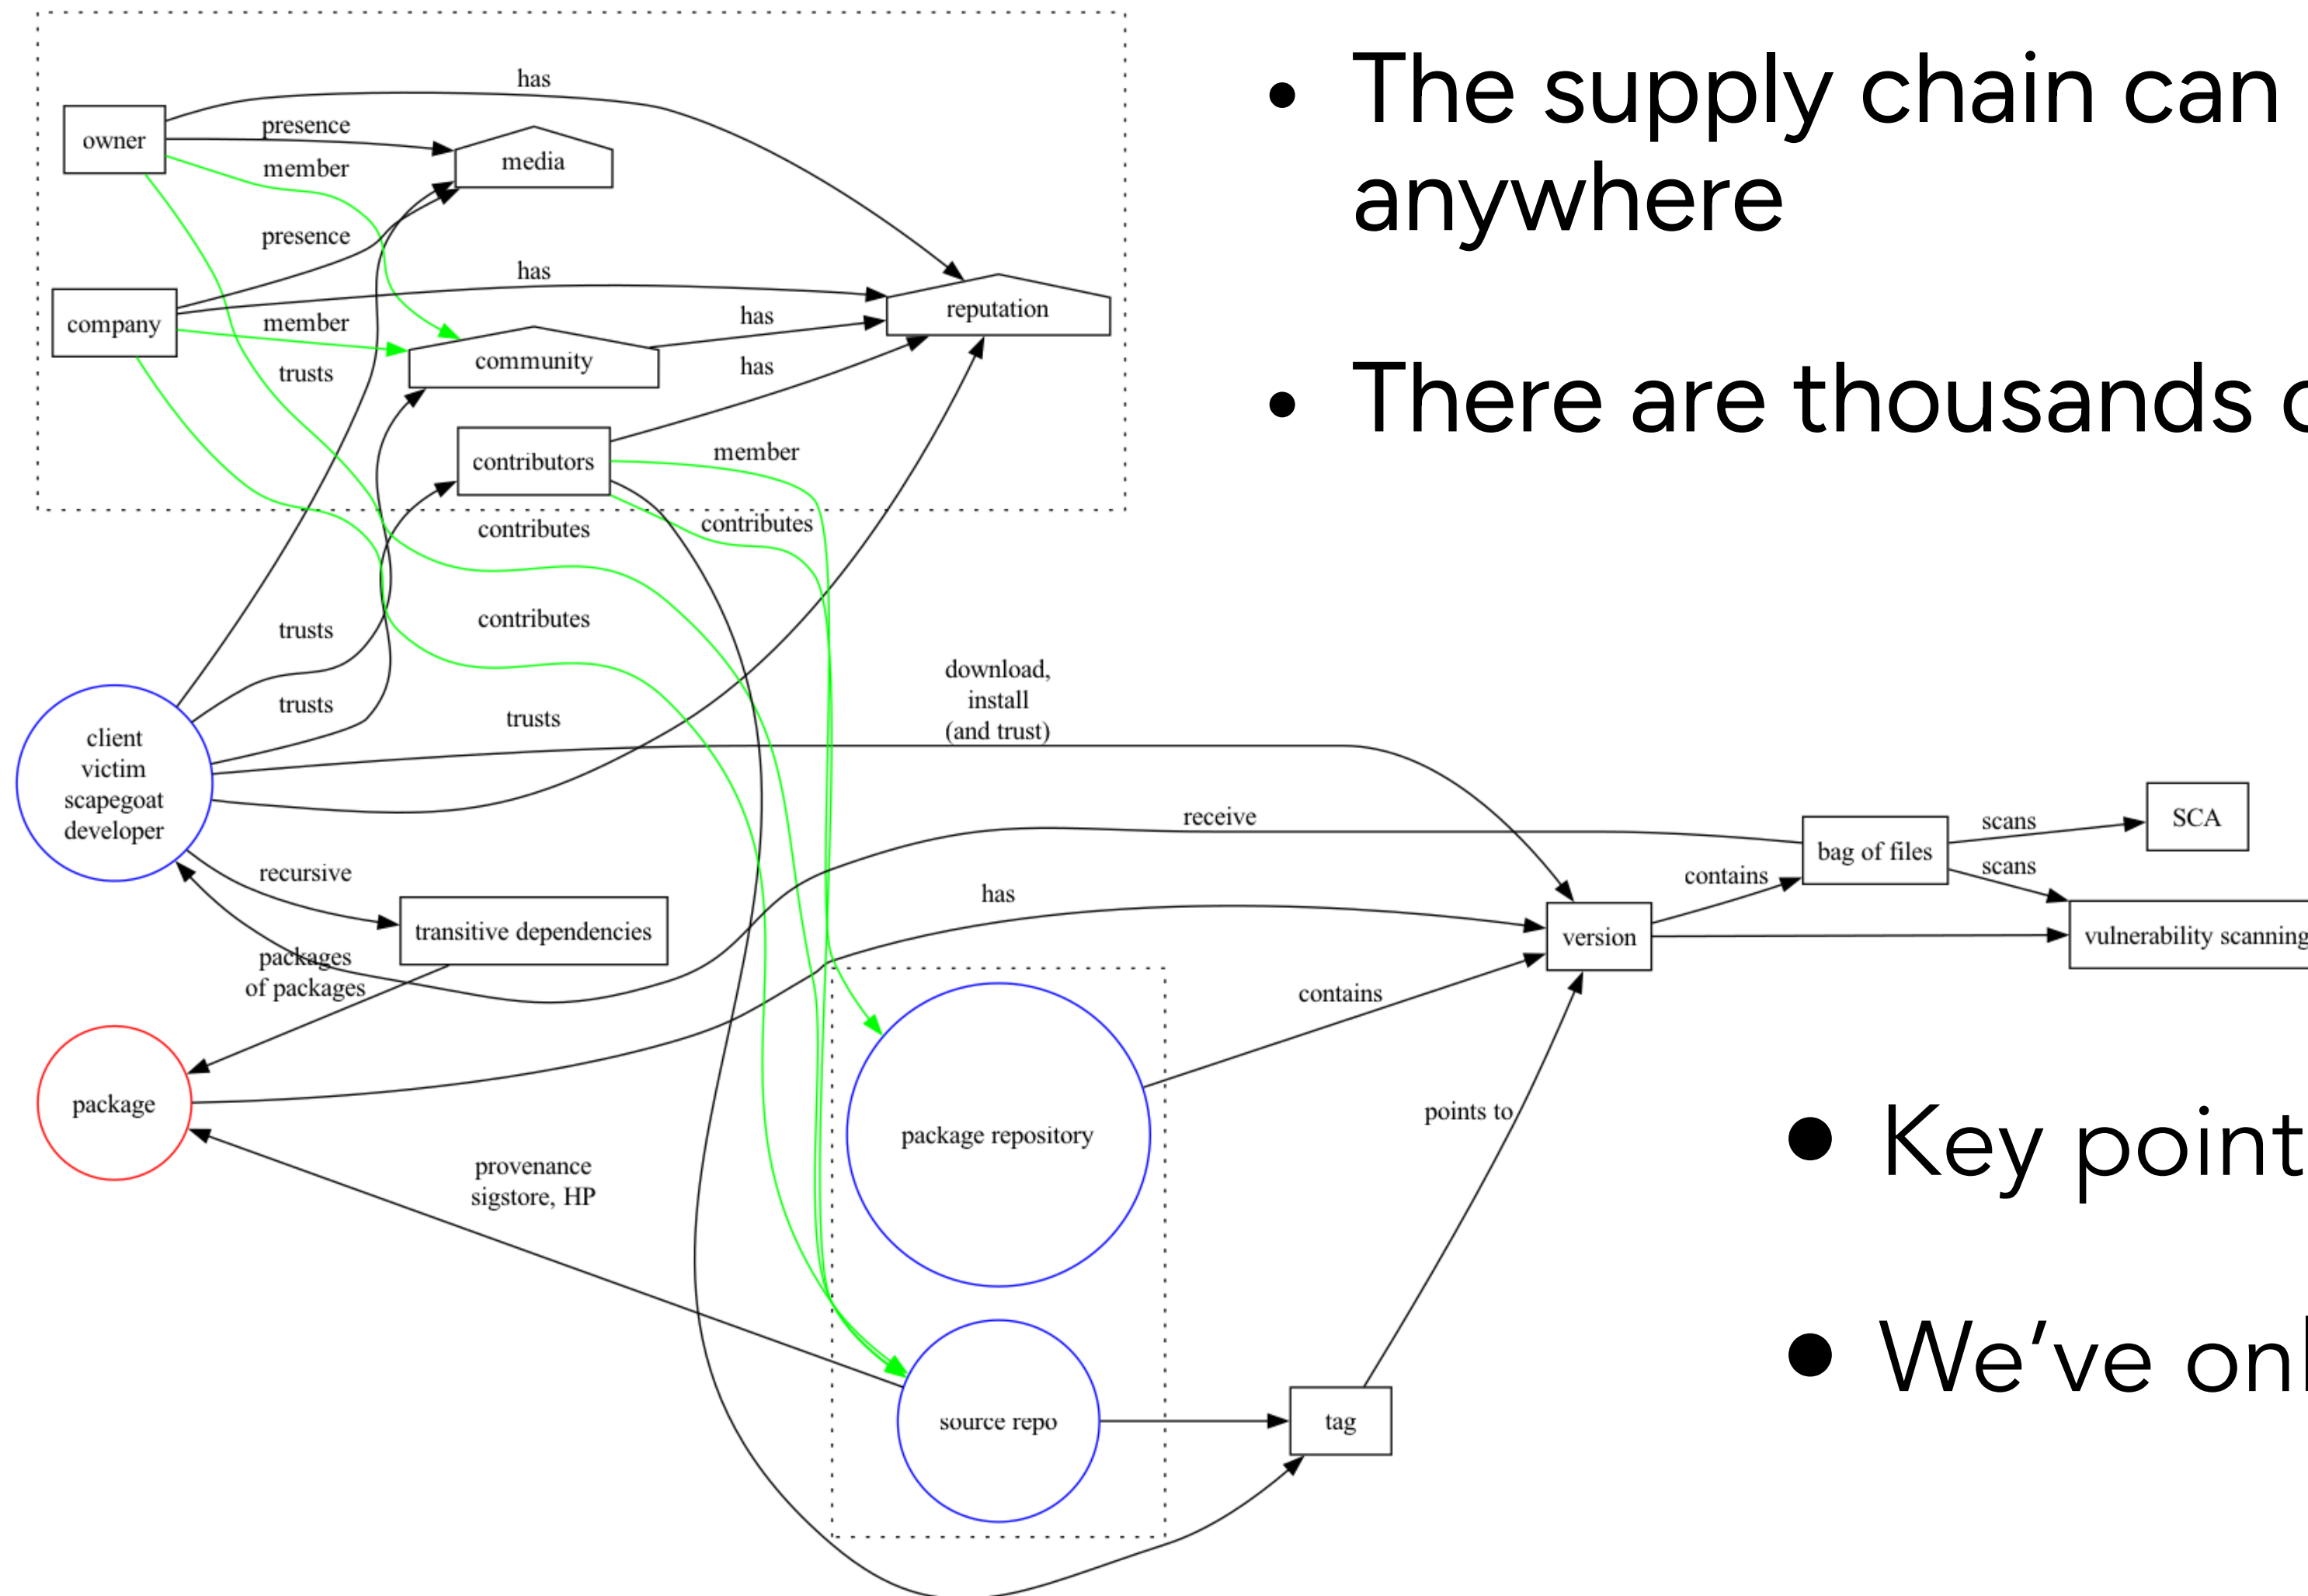 The supply chain can
anywhere
There are thousands
has
owner
presence
media
member
presence
has
company
member
has
reputation
community
trusts
has
contributors
member
contributes
contributes
contributes
trusts
trusts
trusts
download,
install
(and trust)
client
victim
scapegoat
developer
receive
bag of files
scans
SCA
scans
contains
recursive
has
transitive dependencies
version
vulnerability scanning
packages
of packages
contains
package
package repository
points to
provenance
sigstore, HP
source repo
tag
Key point
We've